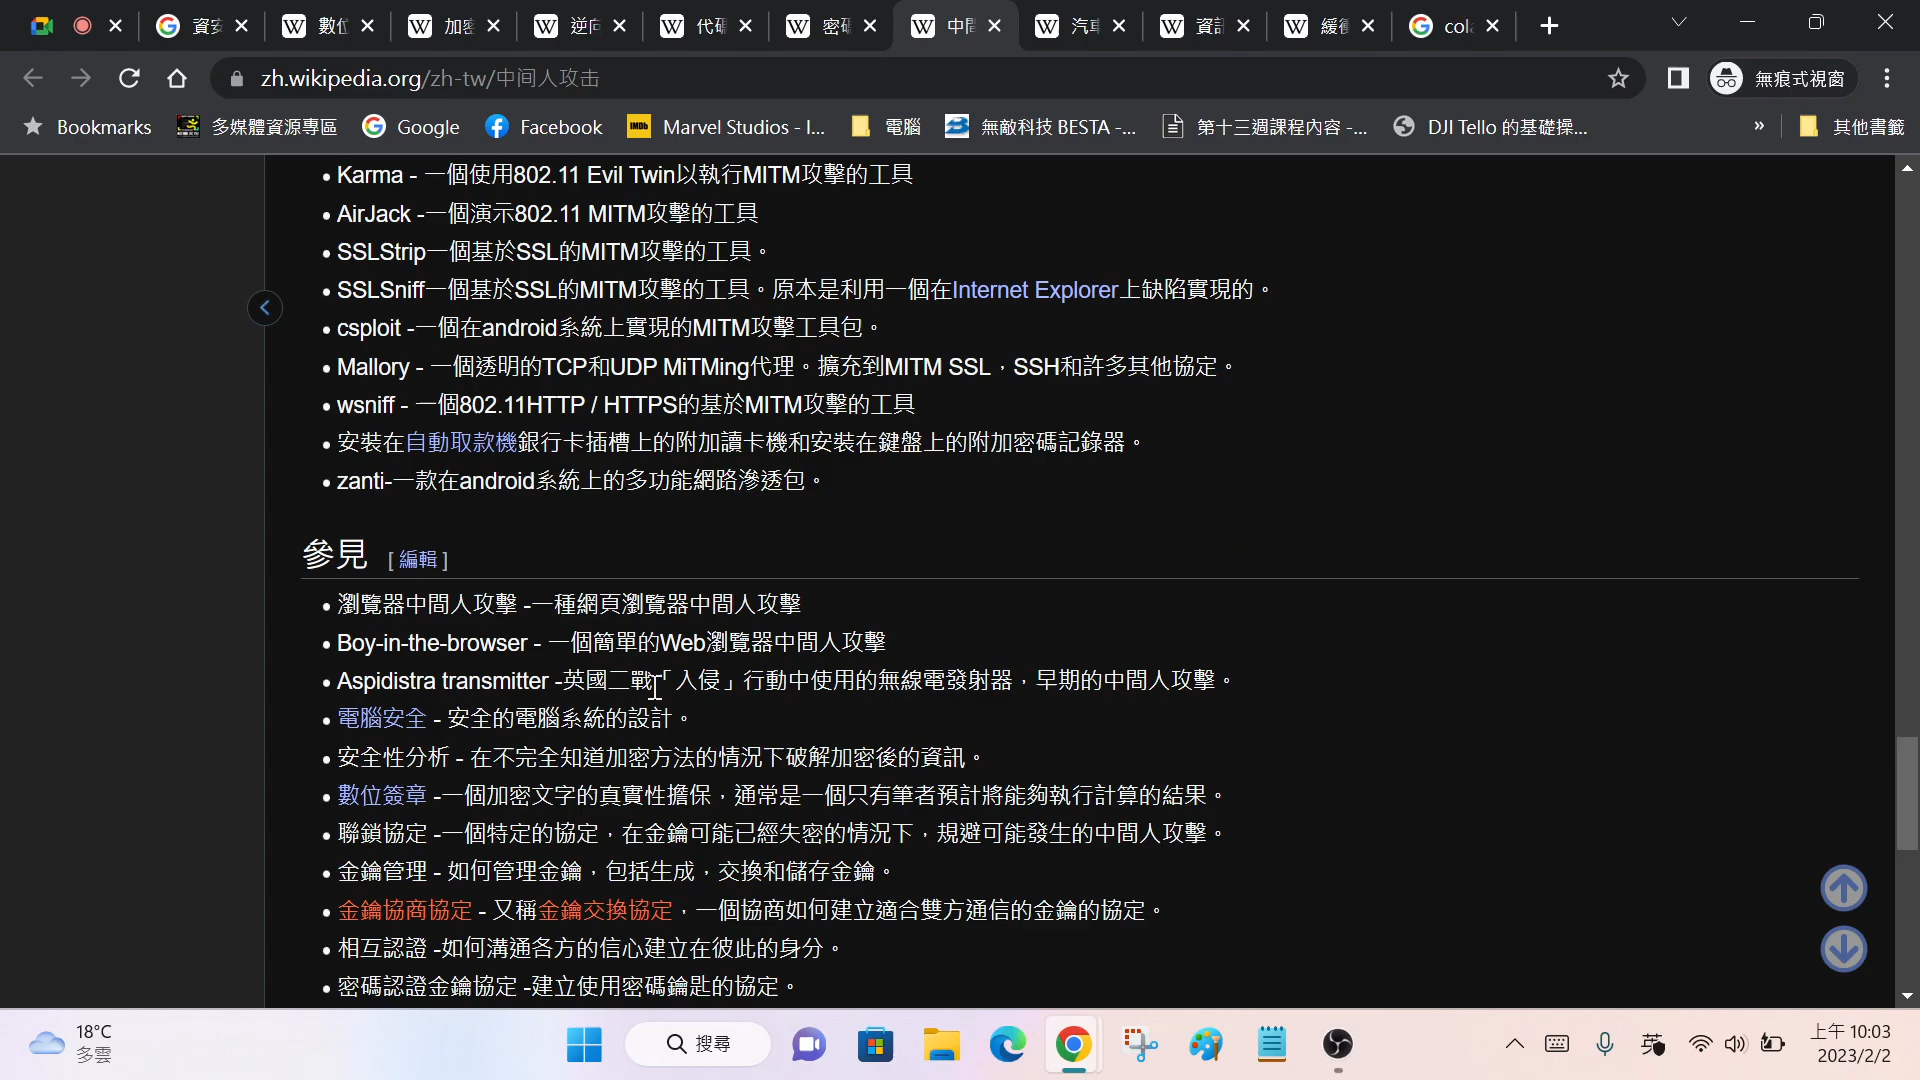 資安
數位
加密
逆向
代碼
密碼
中間
汽車
資訊
緩衝
cola
zh.wikipedia.org/zh-tw/中间人攻击
無痕式視窗
Bookmarks
多媒體資源專區
Google
Facebook
Marvel Studios - I...
電腦
無敵科技 BESTA -...
第十三週課程內容 -...
DJI Tello 的基礎操...
»
其他書籤
• Karma - 一個使用802.11 Evil Twin以執行MITM攻擊的工具
• AirJack -一個演示802.11 MITM攻擊的工具
• SSLStrip一個基於SSL的MITM攻擊的工具。
• SSLSniff一個基於SSL的MITM攻擊的工具。原本是利用一個在Internet Explorer上缺陷實現的。
• csploit -一個在android系統上實現的MITM攻擊工具包。
• Mallory - 一個透明的TCP和UDP MiTMing代理。擴充到MITM SSL，SSH和許多其他協定。
• wsniff - 一個802.11HTTP / HTTPS的基於MITM攻擊的工具
• 安裝在自動取款機銀行卡插槽上的附加讀卡機和安裝在鍵盤上的附加密碼記錄器。
• zanti-一款在android系統上的多功能網路滲透包。
參見 [ 編輯 ]
• 瀏覽器中間人攻擊 -一種網頁瀏覽器中間人攻擊
• Boy-in-the-browser - 一個簡單的Web瀏覽器中間人攻擊
• Aspidistra transmitter -英國二戰「入侵」行動中使用的無線電發射器，早期的中間人攻擊。
• 電腦安全 - 安全的電腦系統的設計。
• 安全性分析 - 在不完全知道加密方法的情況下破解加密後的資訊。
• 數位簽章 -一個加密文字的真實性擔保，通常是一個只有筆者預計將能夠執行計算的結果。
• 聯鎖協定 -一個特定的協定，在金鑰可能已經失密的情況下，規避可能發生的中間人攻擊。
• 金鑰管理 - 如何管理金鑰，包括生成，交換和儲存金鑰。
• 金鑰協商協定 - 又稱金鑰交換協定，一個協商如何建立適合雙方通信的金鑰的協定。
• 相互認證 -如何溝通各方的信心建立在彼此的身分。
• 密碼認證金鑰協定 -建立使用密碼鑰匙的協定。
18°C
多雲
搜尋
英
上午 10:03
2023/2/2